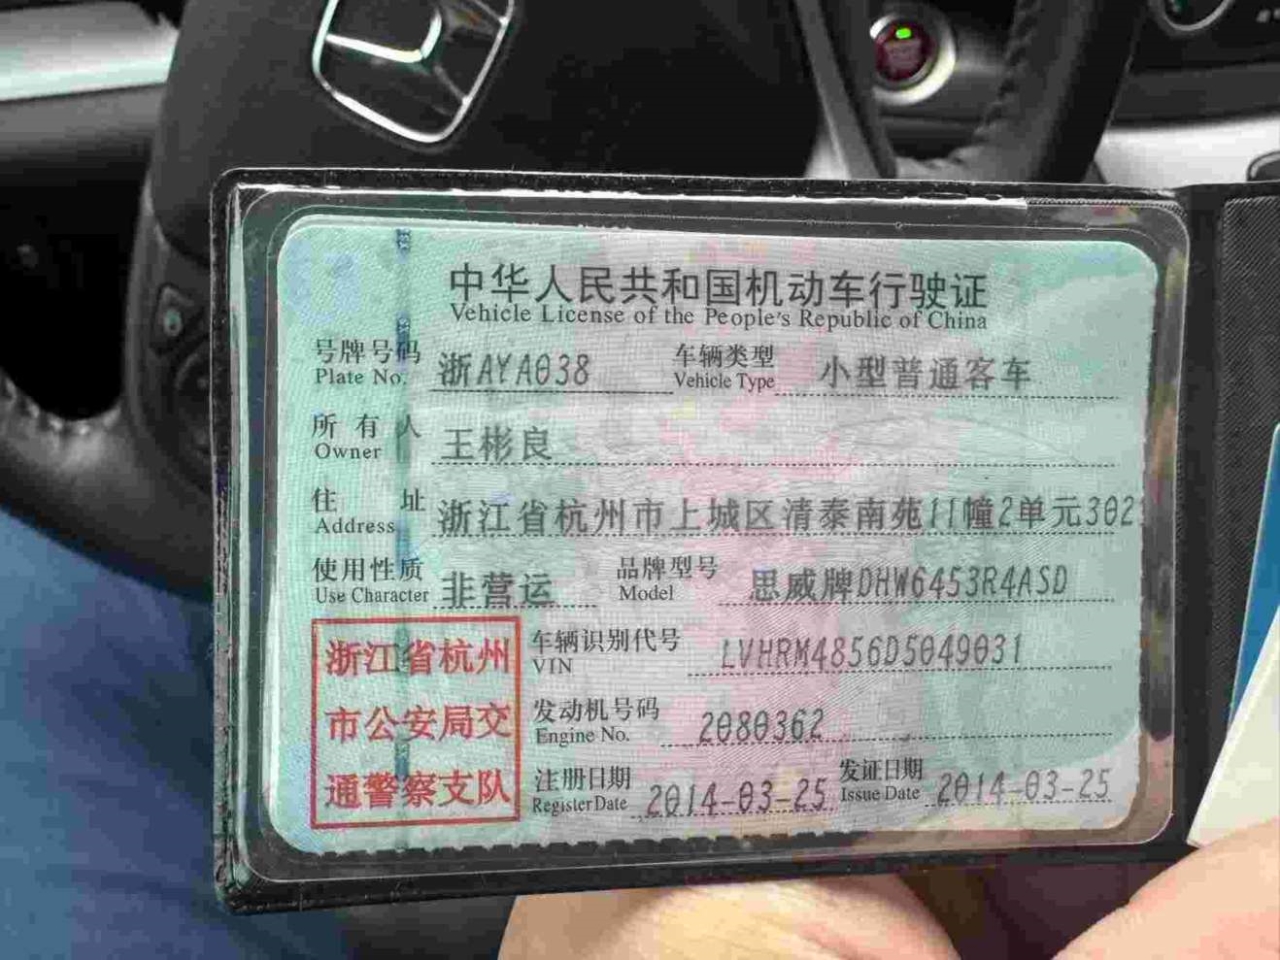 中华人民共和国机动车行驶证
Vehicle License of the People's Republic of China
号牌号码 浙AYA038 车辆类型 小型普通客车
Plate No. Vehicle Type
所有人 王彬良
Owner
住址 浙江省杭州市上城区清泰南苑11幢2单元302
Address
使用性质 非营运 品牌型号 思威牌DHW6453R4ASD
Use Character Model
浙江省杭州
市公安局交
通警察支队
车辆识别代号 LVHRM4856D5049031
VIN
发动机号码 2080362
Engine No.
注册日期 2014-03-25 发证日期 2014-03-25
Register Date Issue Date